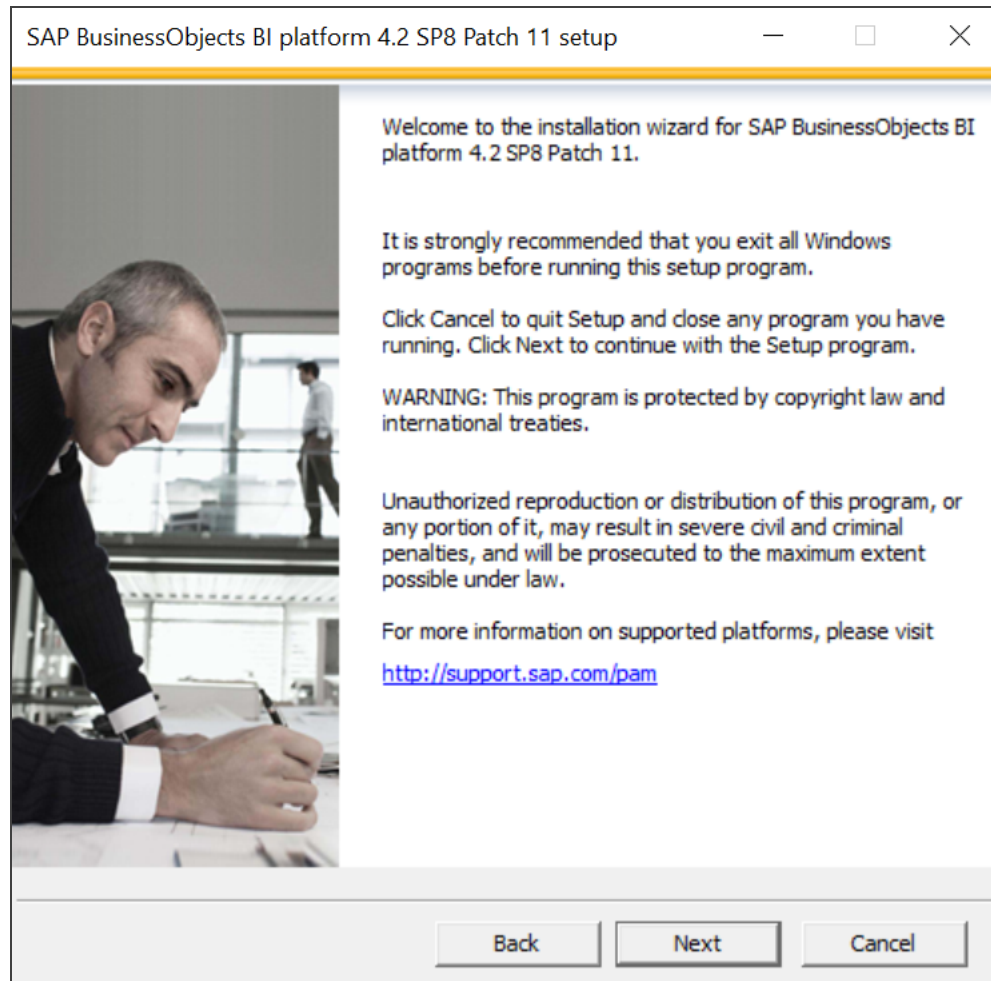 SAP BusinessObjects BI platform 4.2 SP8 Patch 11 setup
Welcome to the installation wizard for SAP BusinessObjects BI
platform 4.2 SP8 Patch 11.
It is strongly recommended that you exit all Windows
programs before running this setup program.
Click Cancel to quit Setup and close any program you have
running. Click Next to continue with the Setup program.
WARNING: This program is protected by copyright law and
international treaties.
Unauthorized reproduction or distribution of this program, or
any portion of it, may result in severe civil and criminal
penalties, and will be prosecuted to the maximum extent
possible under law.
For more information on supported platforms, please visit
http://support.sap.com/pam
Back
Next
Cancel